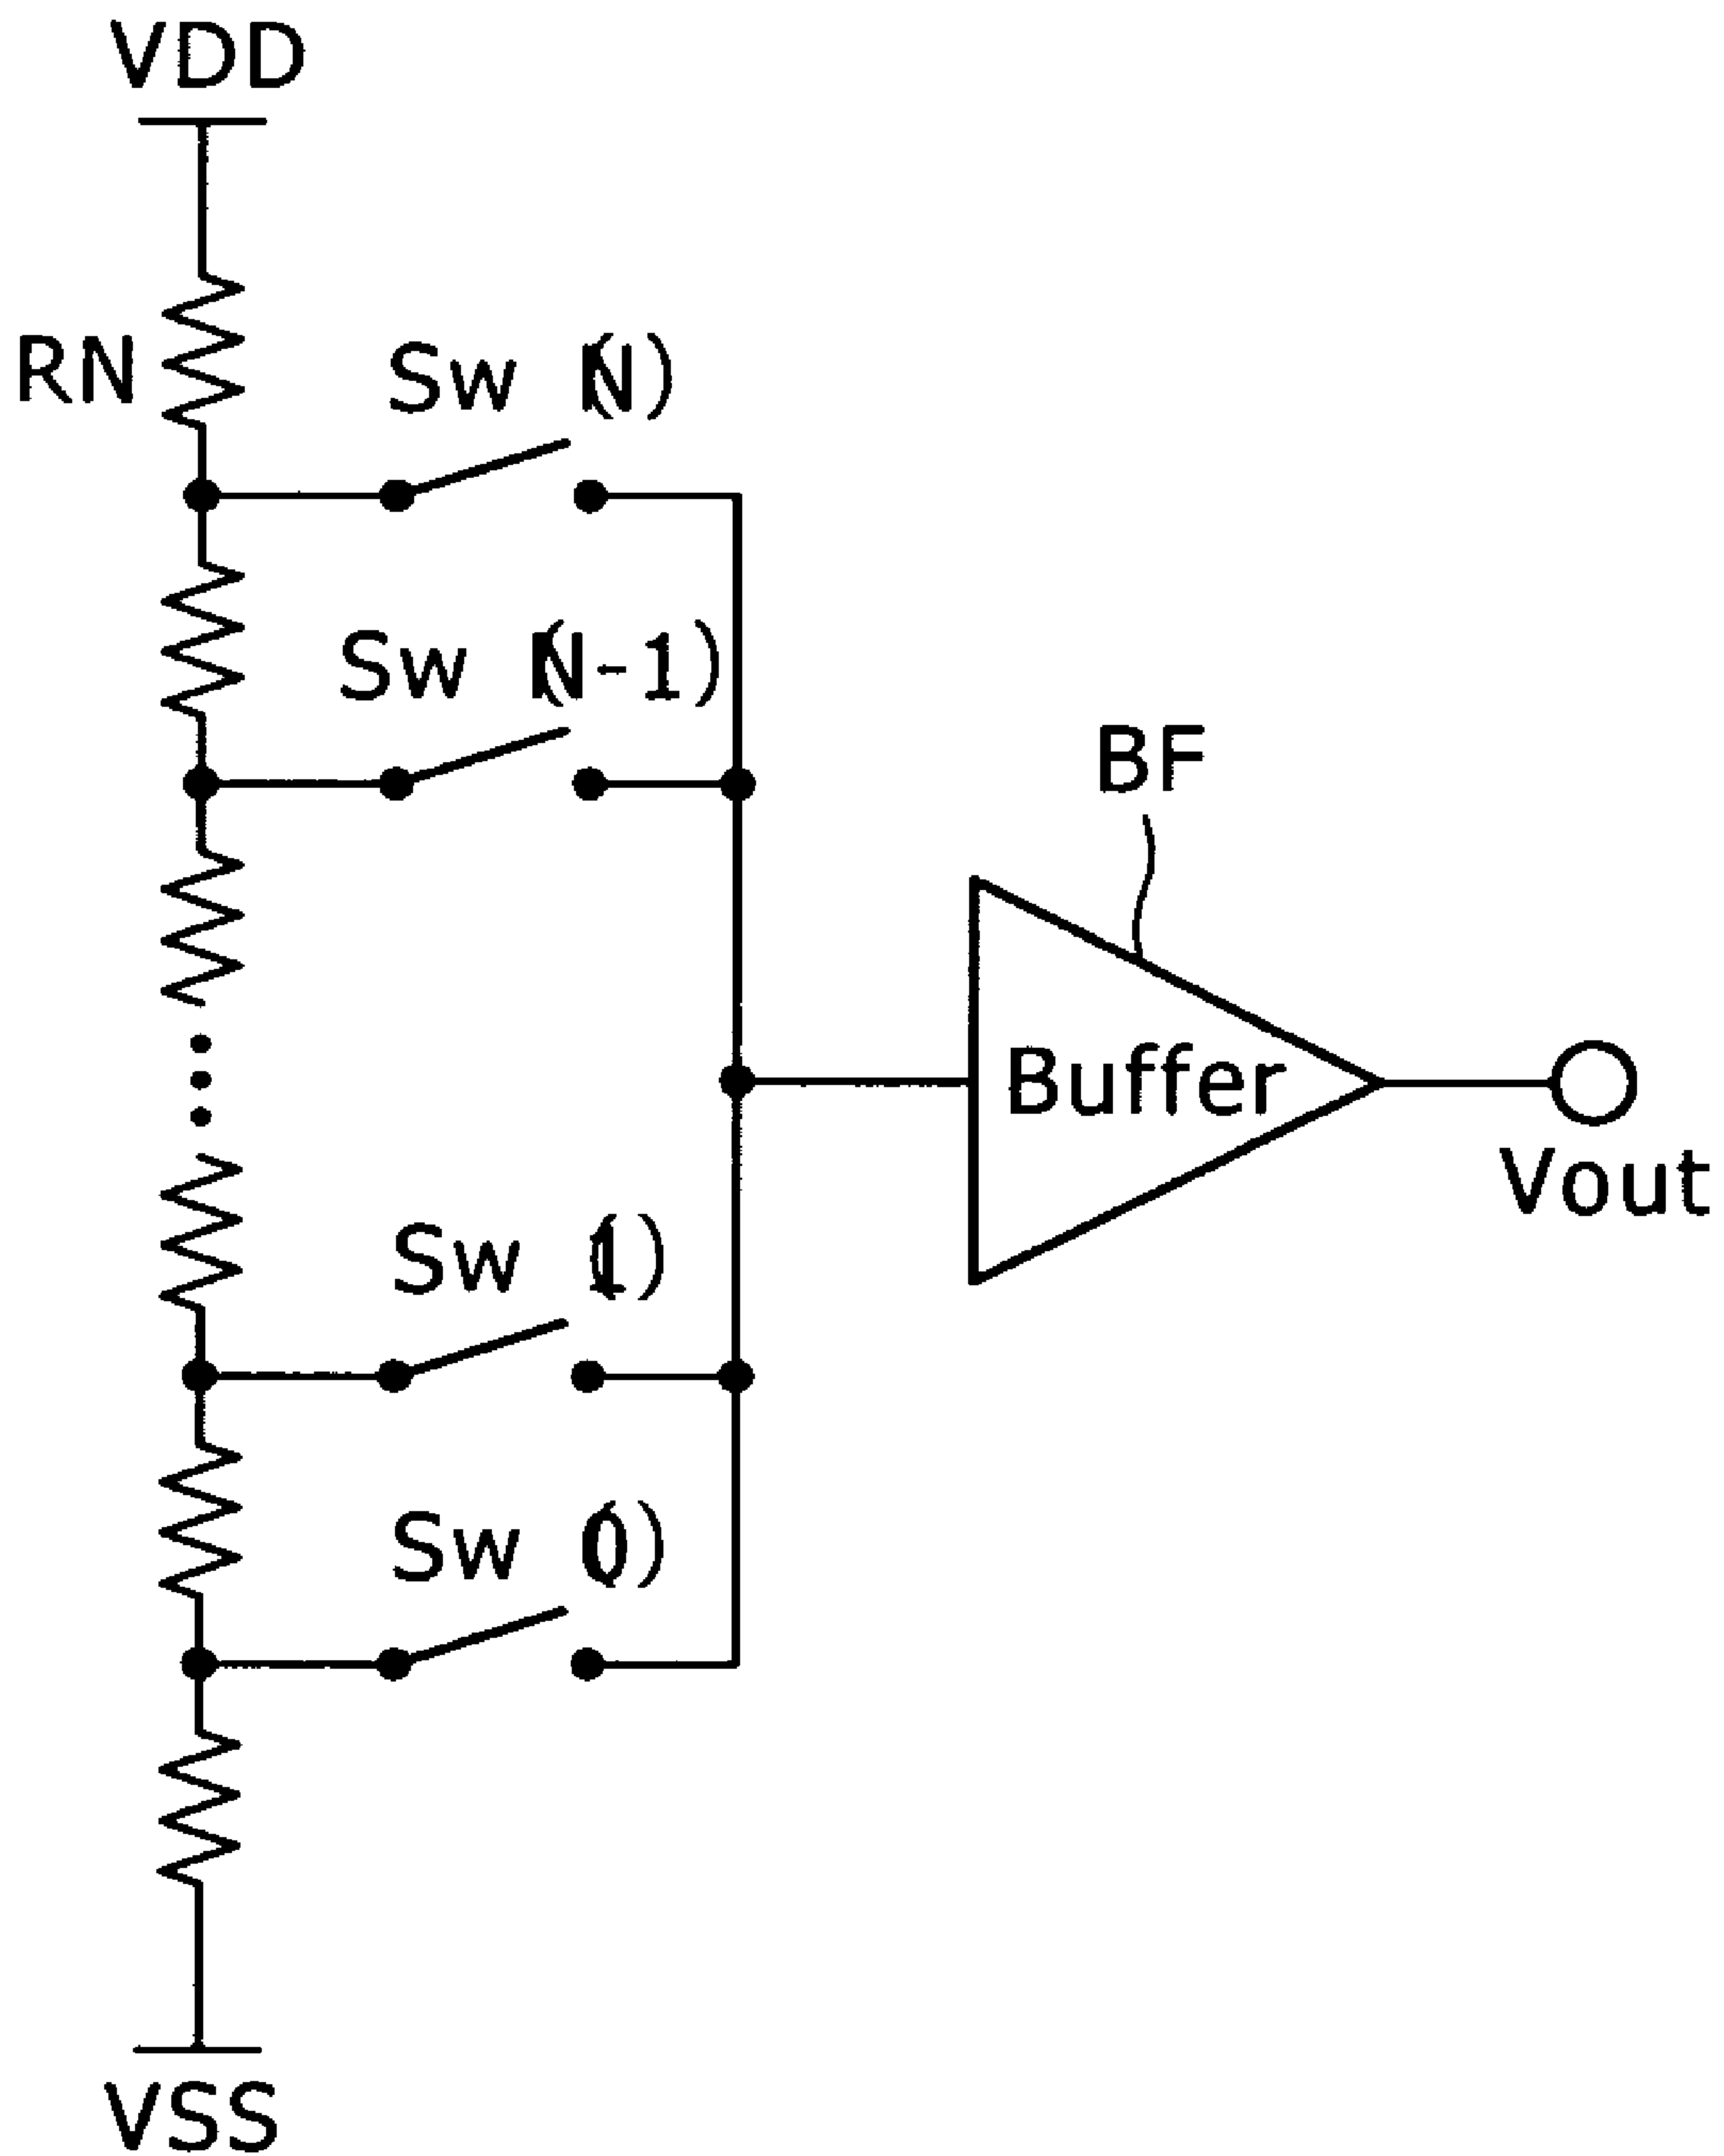 VDD
RN
Sw (N)
Sw (N-1)
BF
Buffer
Vout
Sw (1)
Sw (0)
VSS